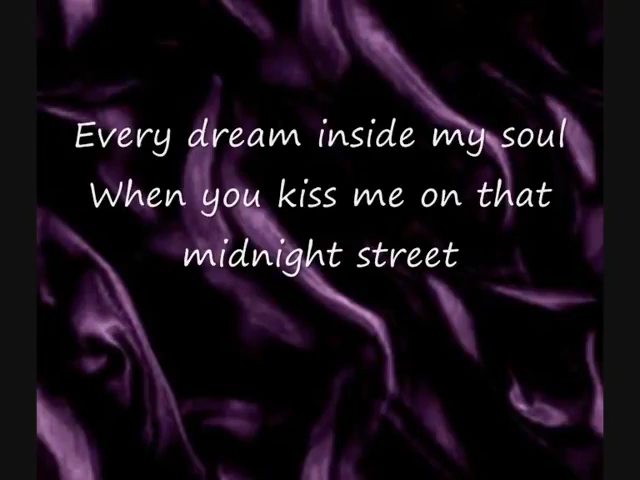 Every dream inside my soul
When you kiss me on that
midnight street